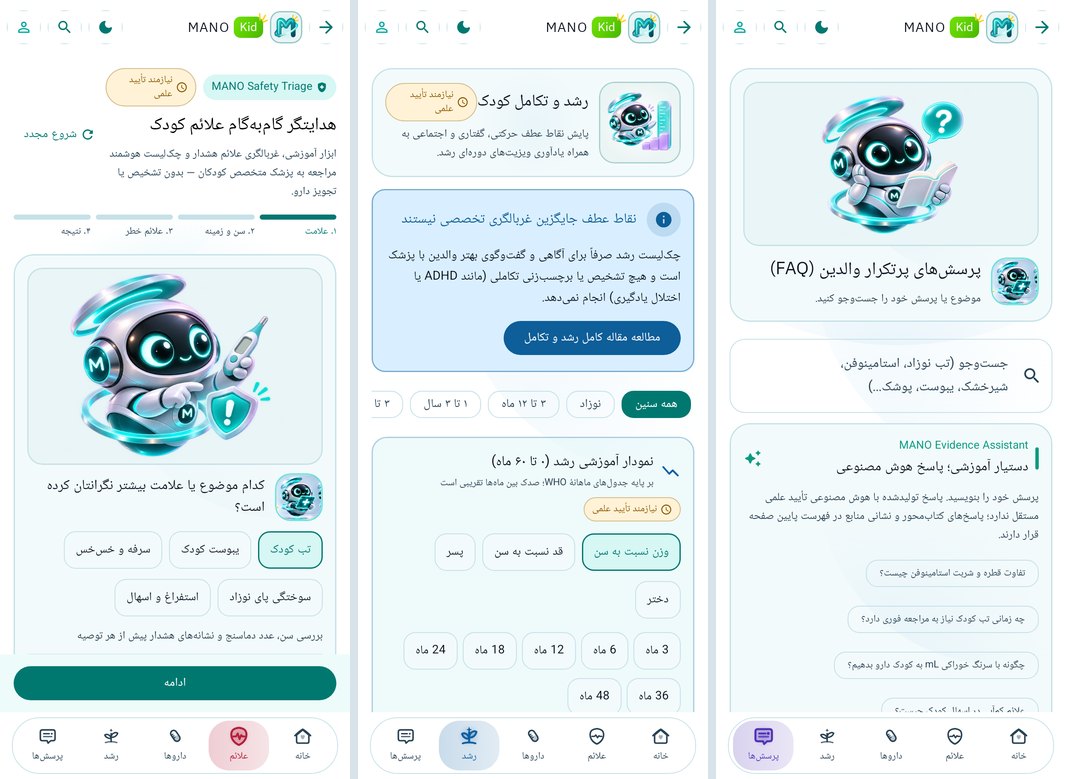 MANO Kid
MANO Safety Triage
نیازمند تأیید
علمی
هدایتگر گام‌به‌گام علائم کودک
شروع مجدد
ابزار آموزشی، غربالگری علائم هشدار و چک‌لیست هوشمند
مراجعه به پزشک متخصص کودکان — بدون تشخیص یا
تجویز دارو.
۱. علامت
۲. سن و زمینه
۳. علائم خطر
۴. نتیجه
M
M
کدام موضوع یا علامت بیشتر نگرانتان کرده
است؟
تب کودک
یبوست کودک
سرفه و خس‌خس
سوختگی پای نوزاد
استفراغ و اسهال
بررسی سن، عدد دماسنج و نشانه‌های هشدار پیش از هر توصیه
ادامه
خانه
علائم
داروها
رشد
پرسش‌ها
MANO Kid
رشد و تکامل کودک
نیازمند تأیید
علمی
پایش نقاط عطف حرکتی، گفتاری و اجتماعی به
همراه یادآوری ویزیت‌های دوره‌ای رشد.
نقاط عطف جایگزین غربالگری تخصصی نیستند
چک‌لیست رشد صرفاً برای آگاهی و گفت‌وگوی بهتر والدین با پزشک
است و هیچ تشخیص یا برچسب‌زنی تکاملی (مانند ADHD یا
اختلال یادگیری) انجام نمی‌دهد.
مطالعه مقاله کامل رشد و تکامل
همه سنین
نوزاد
۳ تا ۱۲ ماه
۱ تا ۳ سال
۳ تا
نمودار آموزشی رشد (۰ تا ۶۰ ماه)
بر پایه جدول‌های ماهانهٔ WHO؛ صدک بین ماه‌ها تقریبی است
نیازمند تأیید علمی
وزن نسبت به سن
قد نسبت به سن
پسر
دختر
3 ماه
6 ماه
12 ماه
18 ماه
24 ماه
36 ماه
48 ماه
خانه
علائم
داروها
رشد
پرسش‌ها
MANO Kid
?
M
پرسش‌های پرتکرار والدین (FAQ)
موضوع یا پرسش خود را جست‌وجو کنید.
جست‌وجو (تب نوزاد، استامینوفن،
شیرخشک، یبوست، پوشک...)
MANO Evidence Assistant
دستیار آموزشی؛ پاسخ هوش مصنوعی
پرسش خود را بنویسید. پاسخ تولیدشده با هوش مصنوعی تأیید علمی
مستقل ندارد؛ پاسخ‌های کتاب‌محور و نشانی منابع در فهرست پایین صفحه
قرار دارند.
تفاوت قطره و شربت استامینوفن چیست؟
چه زمانی تب کودک نیاز به مراجعه فوری دارد؟
چگونه با سرنگ خوراکی mL به کودک دارو بدهیم؟
علائم کم‌آبی در اسهال کودک چیست؟
خانه
علائم
داروها
رشد
پرسش‌ها